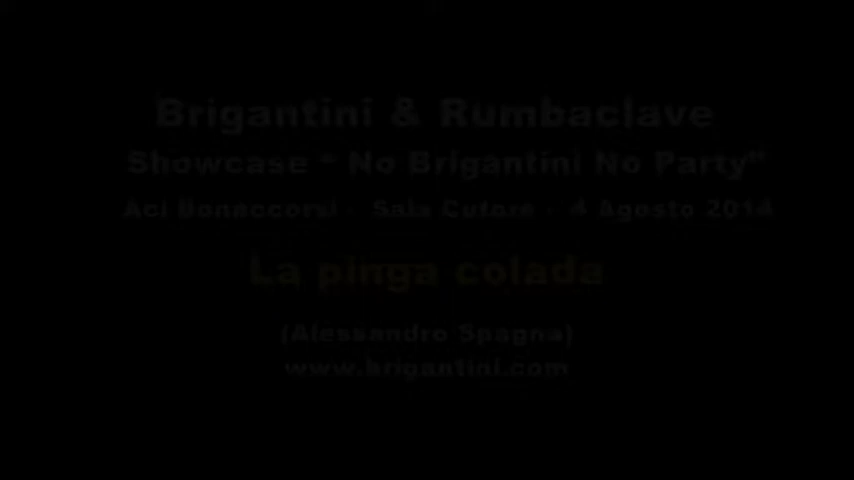 Brigantini & Rumbaclave
Showcase " No Brigantini No Party"
Aci Bonaccorsi - Sala Cutore - 4 Agosto 2014
La pinga colada
(Alessandro Spagna)
www.brigantini.com